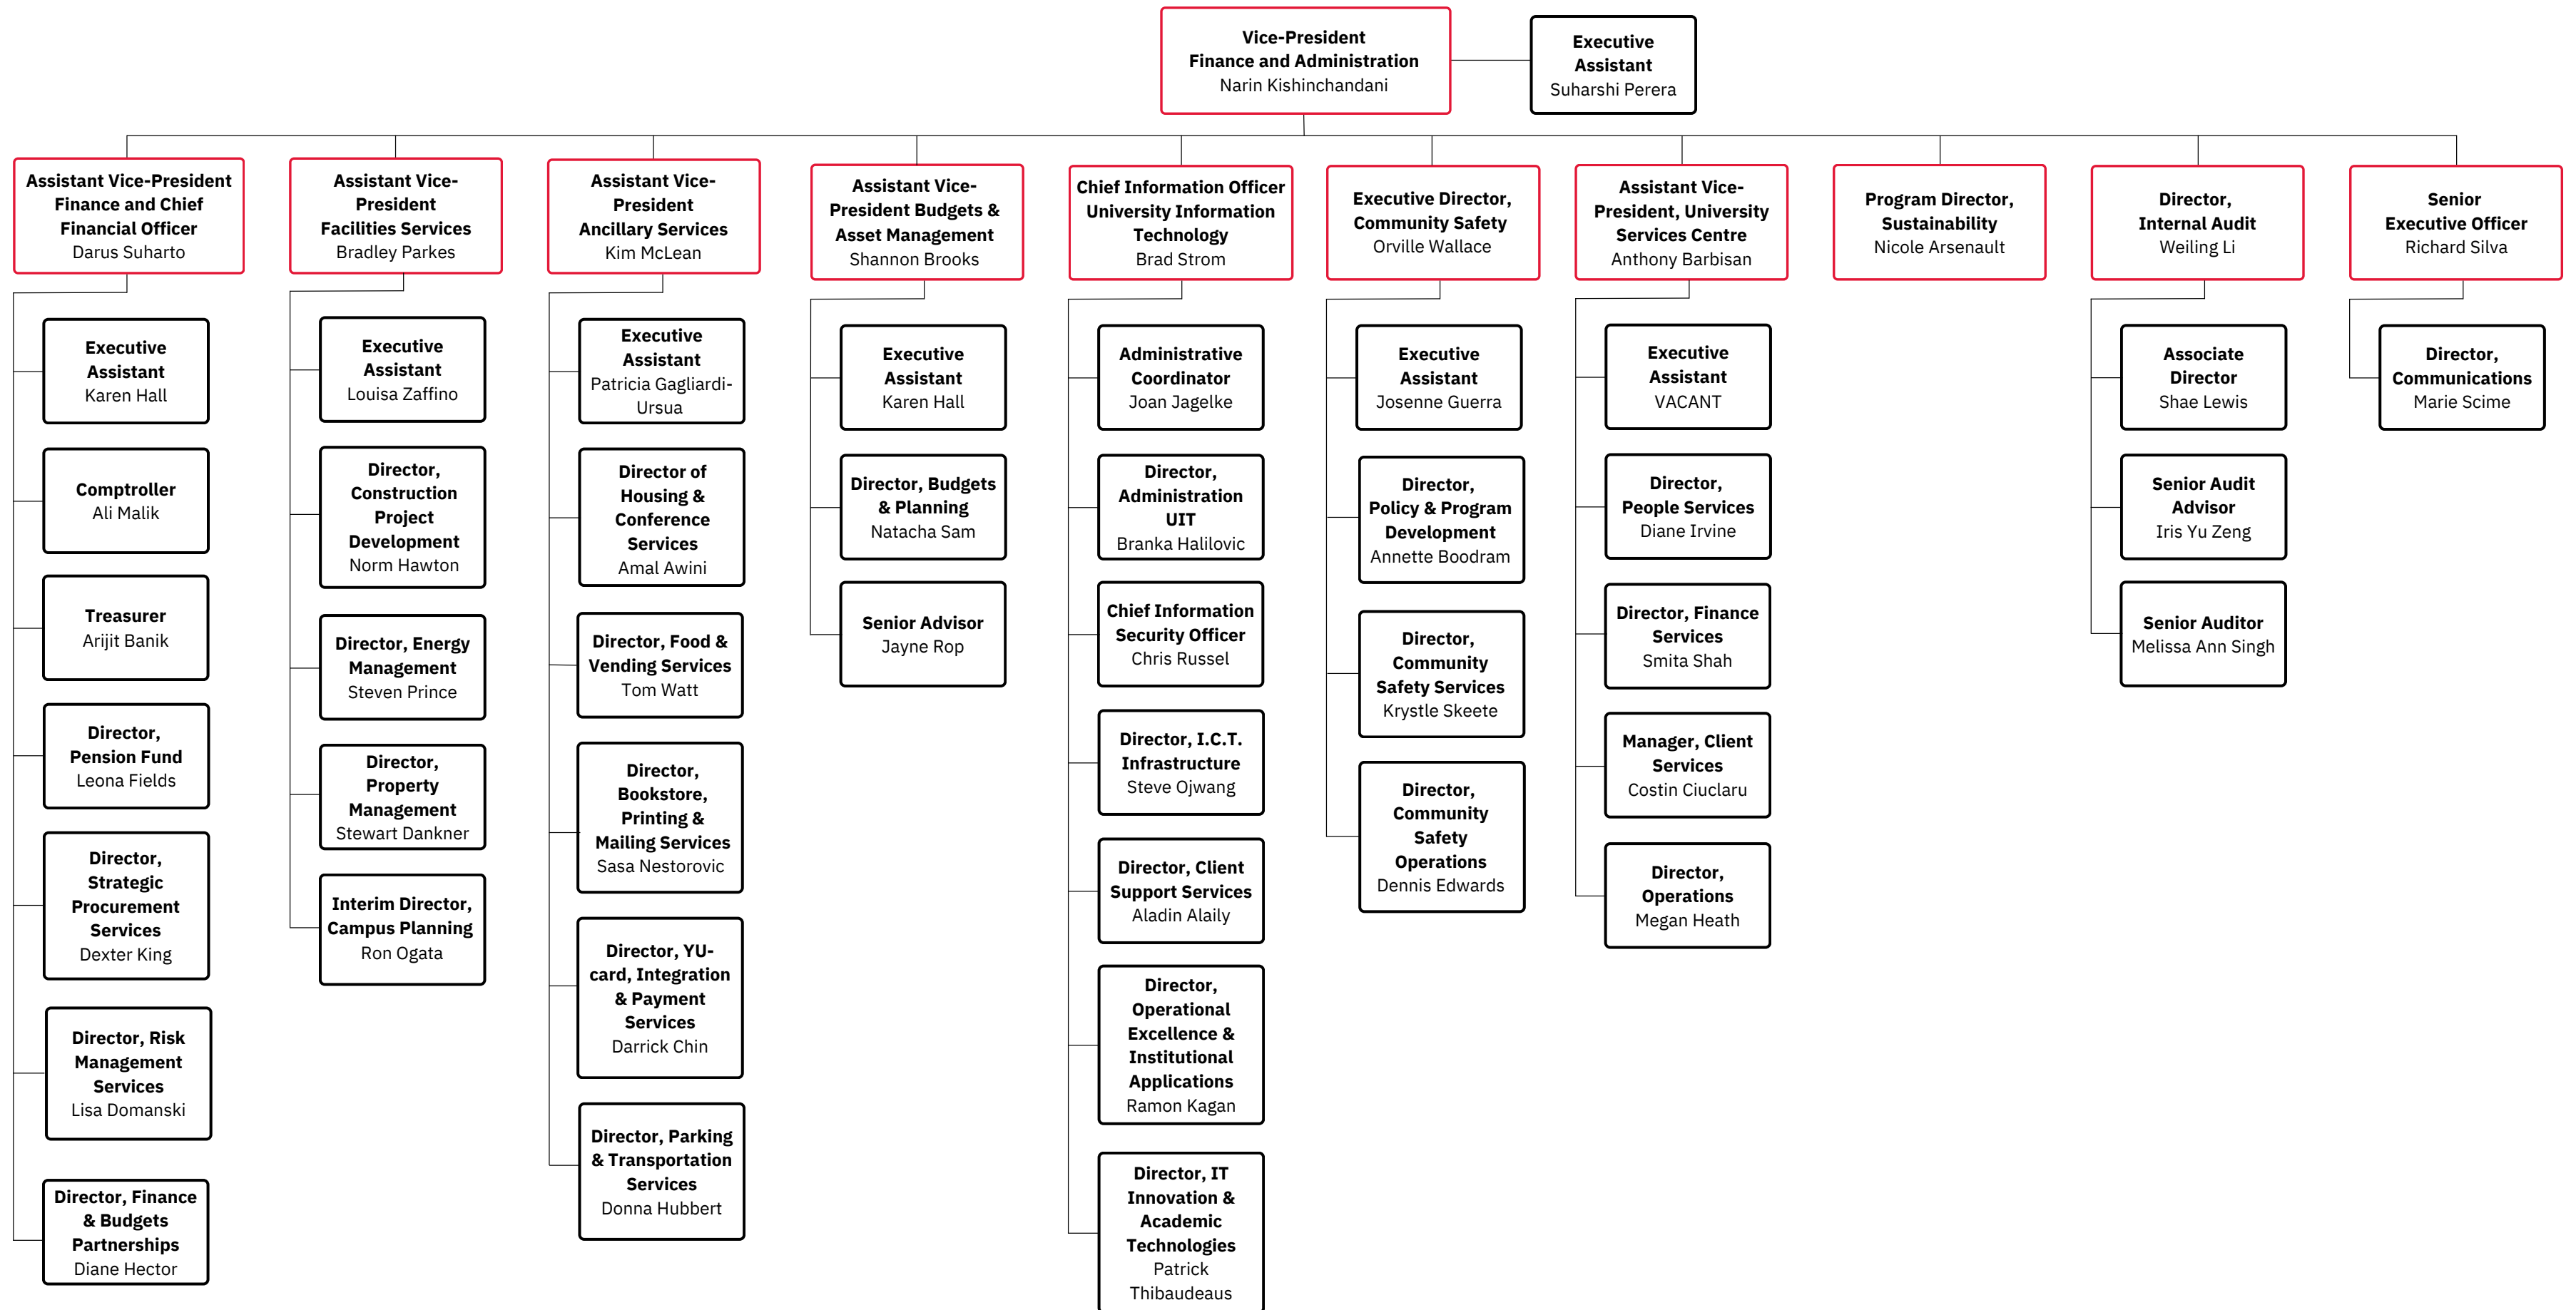 Vice-President
Finance and Administration
Narin Kishinchandani
Executive
Assistant
Suharshi Perera
Assistant Vice-President
Finance and Chief
Financial Officer
Darus Suharto
Executive
Assistant
Karen Hall
Comptroller
Ali Malik
Treasurer
Arijit Banik
Director,
Pension Fund
Leona Fields
Director,
Strategic
Procurement
Services
Dexter King
Director, Risk
Management
Services
Lisa Domanski
Director, Finance
& Budgets
Partnerships
Diane Hector
Assistant Vice-
President
Facilities Services
Bradley Parkes
Executive
Assistant
Louisa Zaffino
Director,
Construction
Project
Development
Norm Hawton
Director, Energy
Management
Steven Prince
Director,
Property
Management
Stewart Dankner
Interim Director,
Campus Planning
Ron Ogata
Assistant Vice-
President
Ancillary Services
Kim McLean
Executive
Assistant
Patricia Gagliardi-
Ursua
Director of
Housing &
Conference
Services
Amal Awini
Director, Food &
Vending Services
Tom Watt
Director,
Bookstore,
Printing &
Mailing Services
Sasa Nestorovic
Director, YU-
card, Integration
& Payment
Services
Darrick Chin
Director, Parking
& Transportation
Services
Donna Hubbert
Assistant Vice-
President Budgets &
Asset Management
Shannon Brooks
Executive
Assistant
Karen Hall
Director, Budgets
& Planning
Natacha Sam
Senior Advisor
Jayne Rop
Chief Information Officer
University Information
Technology
Brad Strom
Administrative
Coordinator
Joan Jagelke
Director,
Administration
UIT
Branka Halilovic
Chief Information
Security Officer
Chris Russel
Director, I.C.T.
Infrastructure
Steve Ojwang
Director, Client
Support Services
Aladin Alaily
Director,
Operational
Excellence &
Institutional
Applications
Ramon Kagan
Director, IT
Innovation &
Academic
Technologies
Patrick
Thibaudeaus
Executive Director,
Community Safety
Orville Wallace
Executive
Assistant
Josenne Guerra
Director,
Policy & Program
Development
Annette Boodram
Director,
Community
Safety Services
Krystle Skeete
Director,
Community
Safety
Operations
Dennis Edwards
Assistant Vice-
President, University
Services Centre
Anthony Barbisan
Executive
Assistant
VACANT
Director,
People Services
Diane Irvine
Director, Finance
Services
Smita Shah
Manager, Client
Services
Costin Ciuclaru
Director,
Operations
Megan Heath
Program Director,
Sustainability
Nicole Arsenault
Director,
Internal Audit
Weiling Li
Associate
Director
Shae Lewis
Senior Audit
Advisor
Iris Yu Zeng
Senior Auditor
Melissa Ann Singh
Senior
Executive Officer
Richard Silva
Director,
Communications
Marie Scime